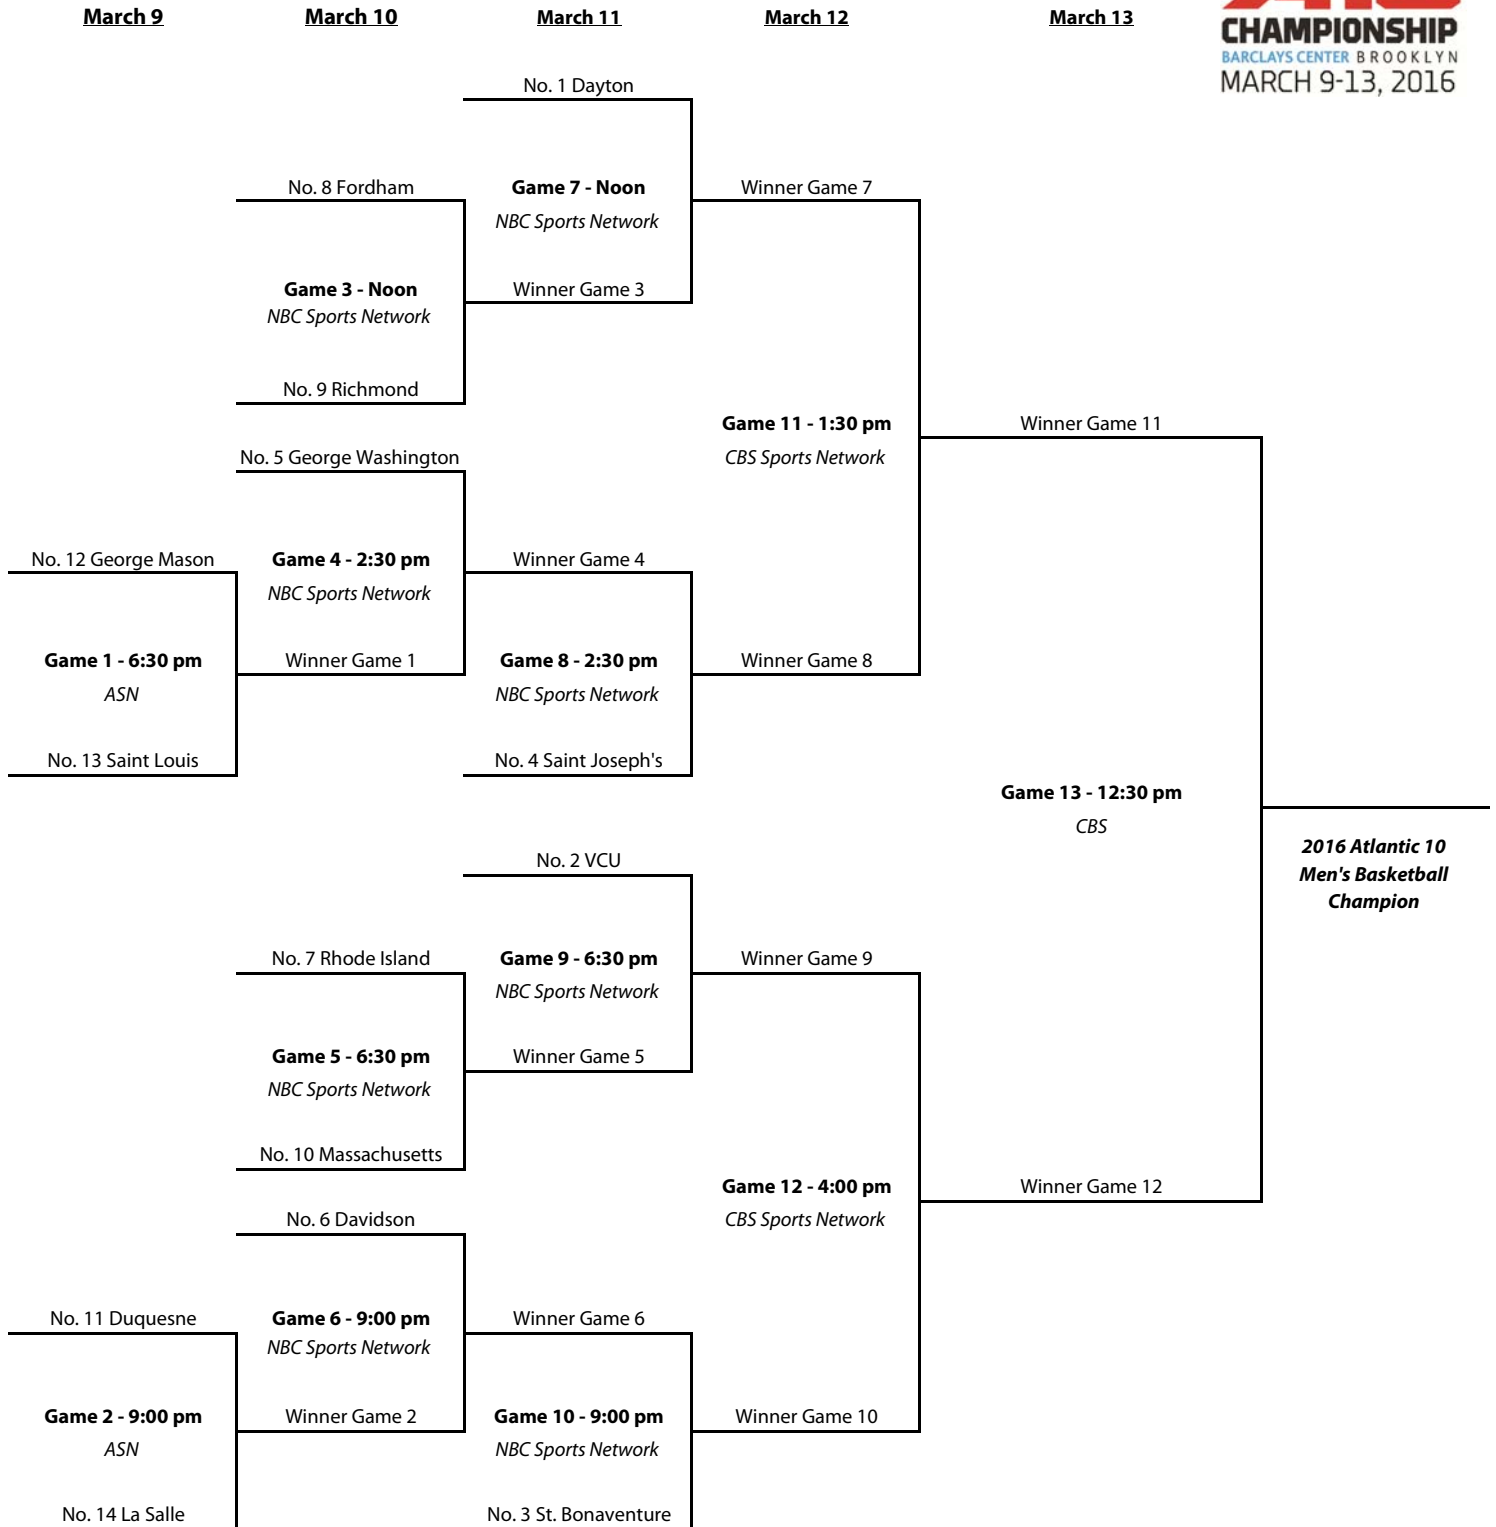 March 9
March 10
March 11
March 12
March 13
CHAMPIONSHIP
BARCLAYS CENTER BROOKLYN
MARCH 9-13, 2016
No. 1 Dayton
No. 8 Fordham
Game 7 - Noon
Winner Game 7
NBC Sports Network
Game 3 - Noon
Winner Game 3
NBC Sports Network
No. 9 Richmond
Game 11 - 1:30 pm
Winner Game 11
No. 5 George Washington
CBS Sports Network
No. 12 George Mason
Game 4 - 2:30 pm
Winner Game 4
NBC Sports Network
Game 1 - 6:30 pm
Winner Game 1
Game 8 - 2:30 pm
Winner Game 8
ASN
NBC Sports Network
No. 13 Saint Louis
No. 4 Saint Joseph's
Game 13 - 12:30 pm
CBS
2016 Atlantic 10
Men's Basketball
Champion
No. 2 VCU
No. 7 Rhode Island
Game 9 - 6:30 pm
Winner Game 9
NBC Sports Network
Game 5 - 6:30 pm
Winner Game 5
NBC Sports Network
No. 10 Massachusetts
Game 12 - 4:00 pm
Winner Game 12
No. 6 Davidson
CBS Sports Network
No. 11 Duquesne
Game 6 - 9:00 pm
Winner Game 6
NBC Sports Network
Game 2 - 9:00 pm
Winner Game 2
Game 10 - 9:00 pm
Winner Game 10
ASN
NBC Sports Network
No. 14 La Salle
No. 3 St. Bonaventure